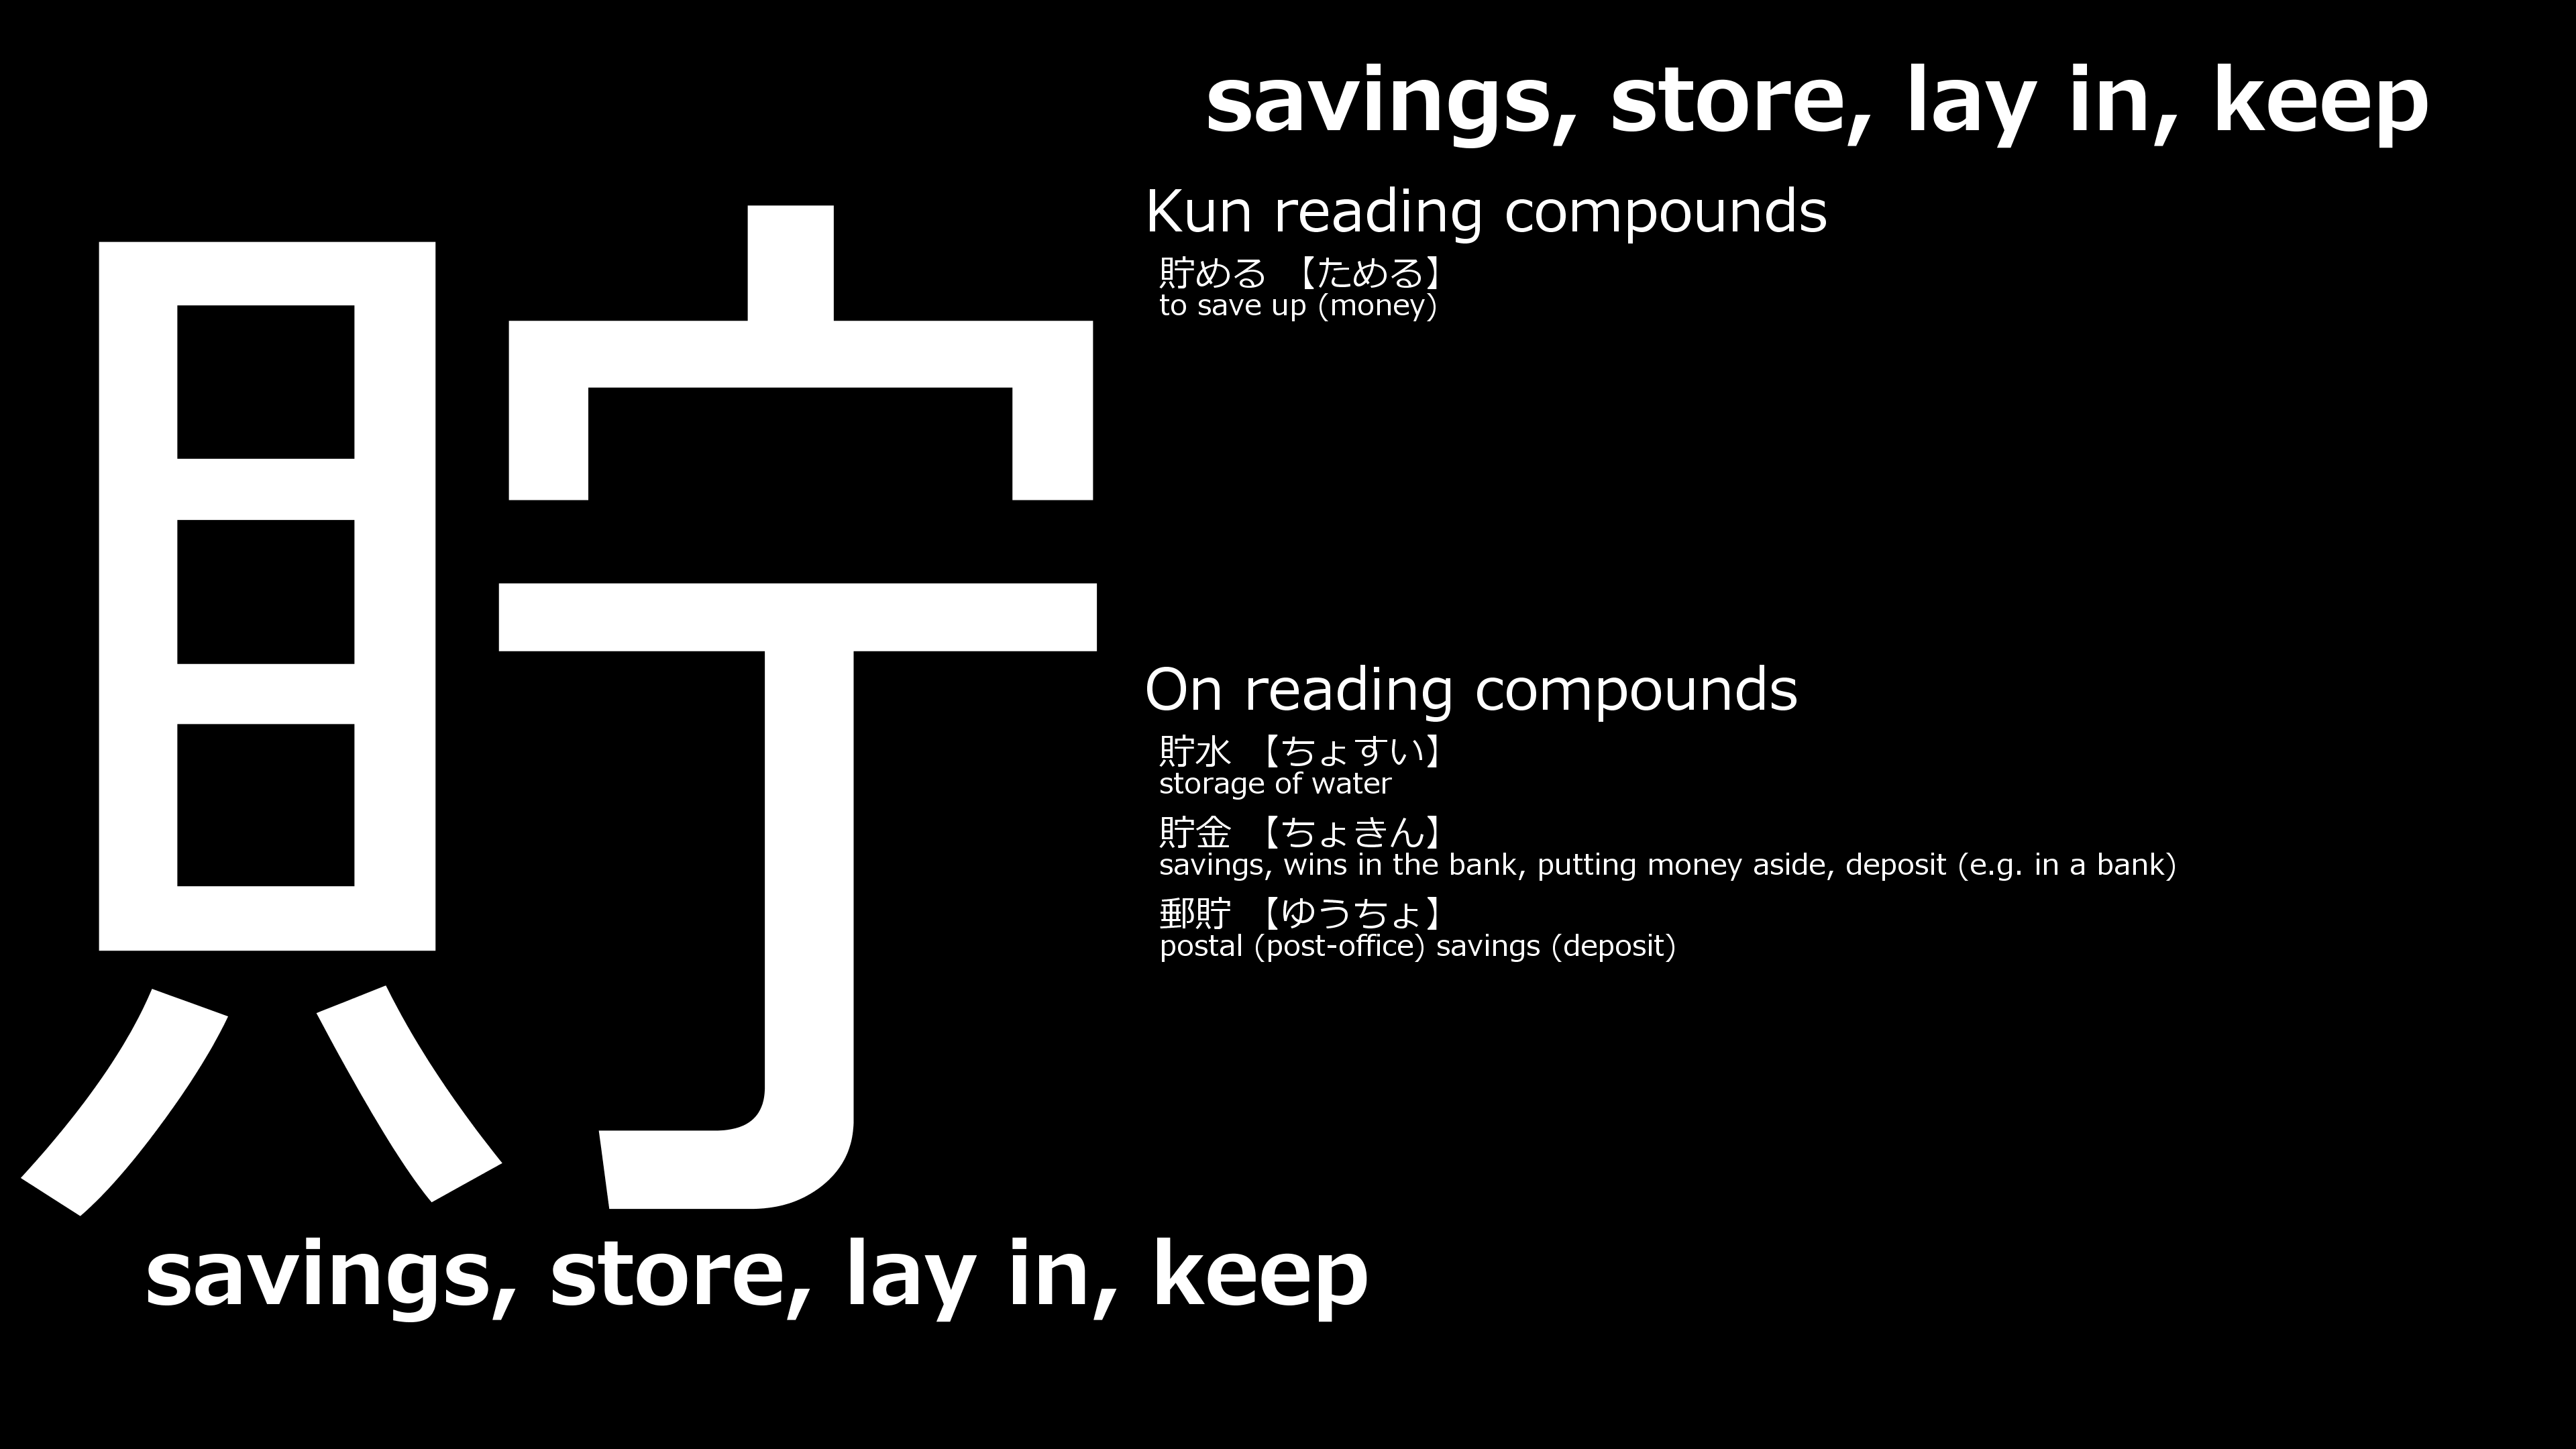 貯
savings, store, lay in, keep
savings, store, lay in, keep
Kun reading compounds
貯める 【ためる】
to save up (money)
On reading compounds
貯水 【ちょすい】
storage of water
貯金 【ちょきん】
savings, wins in the bank, putting money aside, deposit (e.g. in a bank)
郵貯 【ゆうちょ】
postal (post-office) savings (deposit)